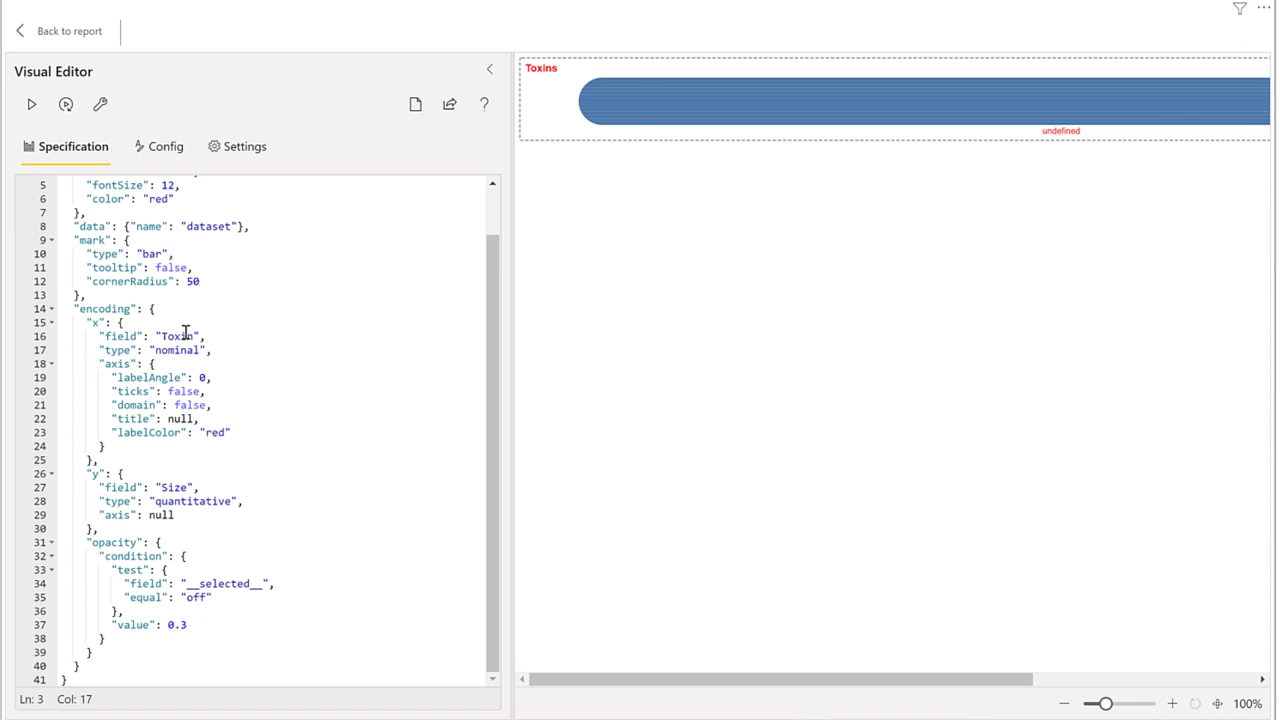 Back to report
Visual Editor
Specification
Config
Settings
5 "fontSize": 12,
6 "color": "red"
7 },
8 "data": {"name": "dataset"},
9 "mark": {
10 "type": "bar",
11 "tooltip": false,
12 "cornerRadius": 50
13 },
14 "encoding": {
15 "x": {
16 "field": "Toxin",
17 "type": "nominal",
18 "axis": {
19 "labelAngle": 0,
20 "ticks": false,
21 "domain": false,
22 "title": null,
23 "labelColor": "red"
24 }
25 },
26 "y": {
27 "field": "Size",
28 "type": "quantitative",
29 "axis": null
30 },
31 "opacity": {
32 "condition": {
33 "test": {
34 "field": "__selected__",
35 "equal": "off"
36 },
37 "value": 0.3
38 }
39 }
40 }
41 }
Ln: 3 Col: 17
Toxins
undefined
100%